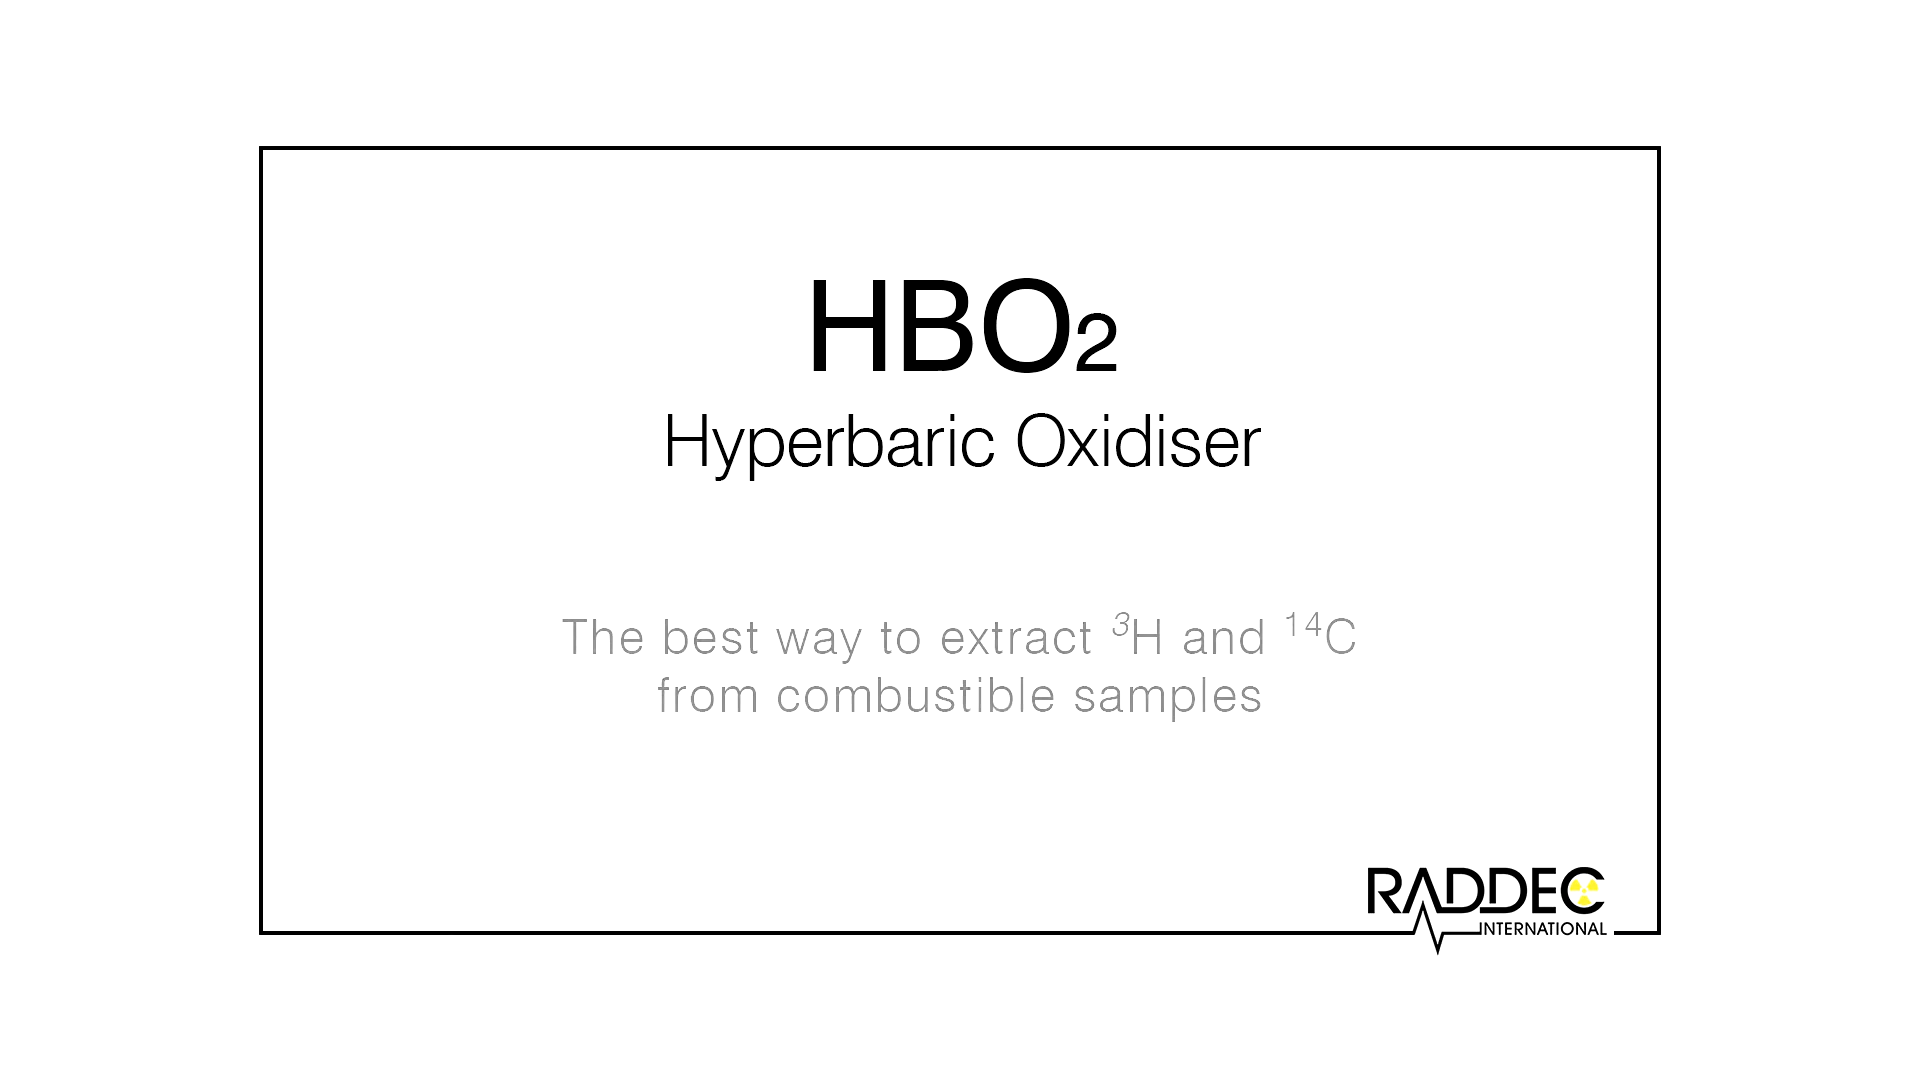 HBO₂
Hyperbaric Oxidiser
The best way to extract ³H and ¹⁴C
from combustible samples
RADDEC
INTERNATIONAL